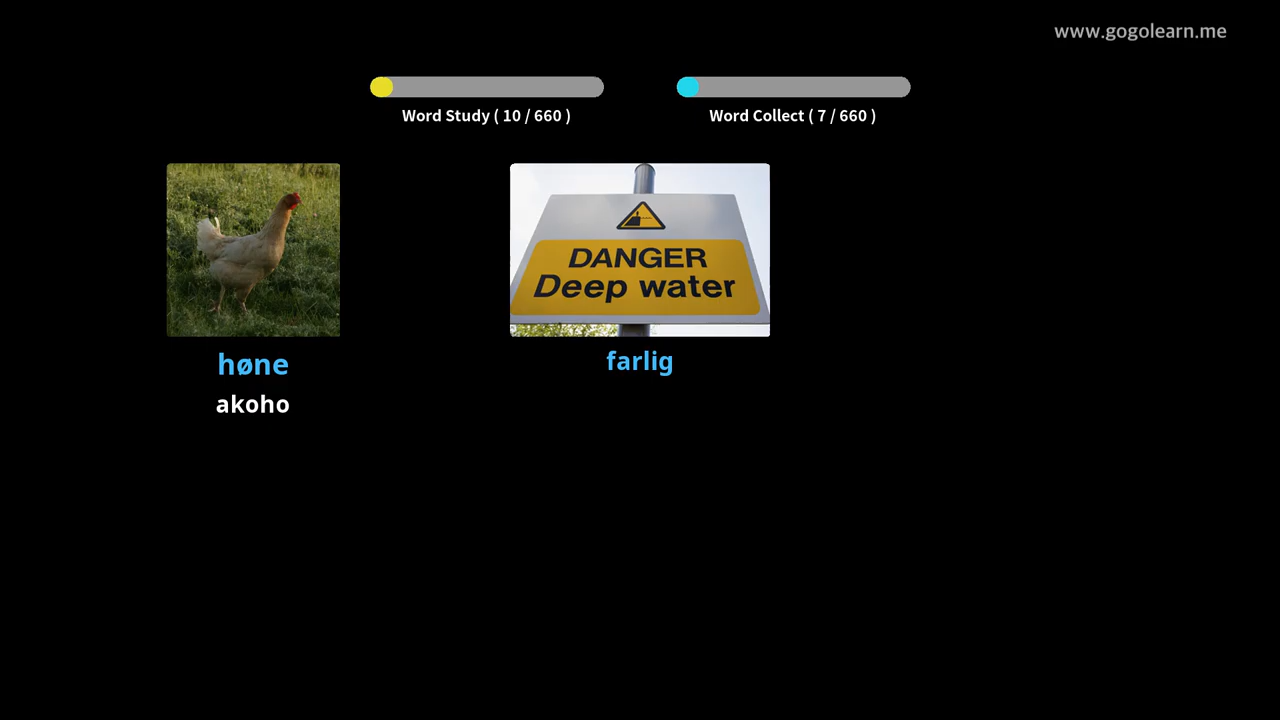 www.gogolearn.me
Word Study ( 10 / 660 )
Word Collect ( 7 / 660 )
DANGER
Deep water
høne
farlig
akoho